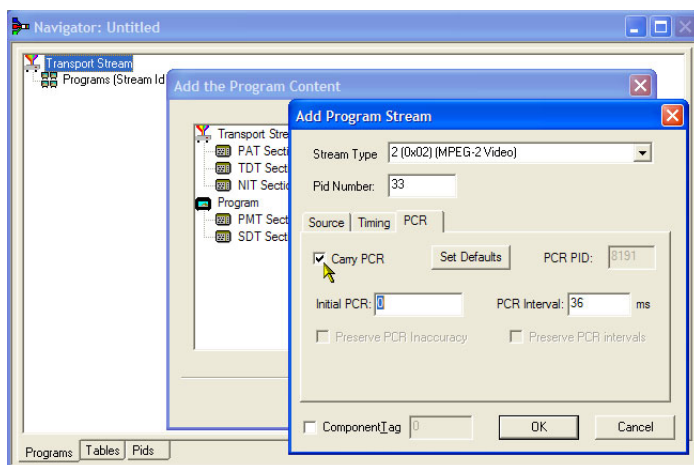 Navigator: Untitled
Transport Stream
Programs (Stream Id
Add the Program Content
Transport Stre
PAT Secti
TDT Secti
NIT Sectio
Program
PMT Sect
SDT Sect
Add Program Stream
Stream Type 2 (0x02) (MPEG-2 Video)
Pid Number: 33
Source Timing PCR
Carry PCR Set Defaults PCR PID: 8191
Initial PCR: 0 PCR Interval: 36 ms
Preserve PCR Inaccuracy Preserve PCR intervals
ComponentTag 0 OK Cancel
Programs Tables Pids